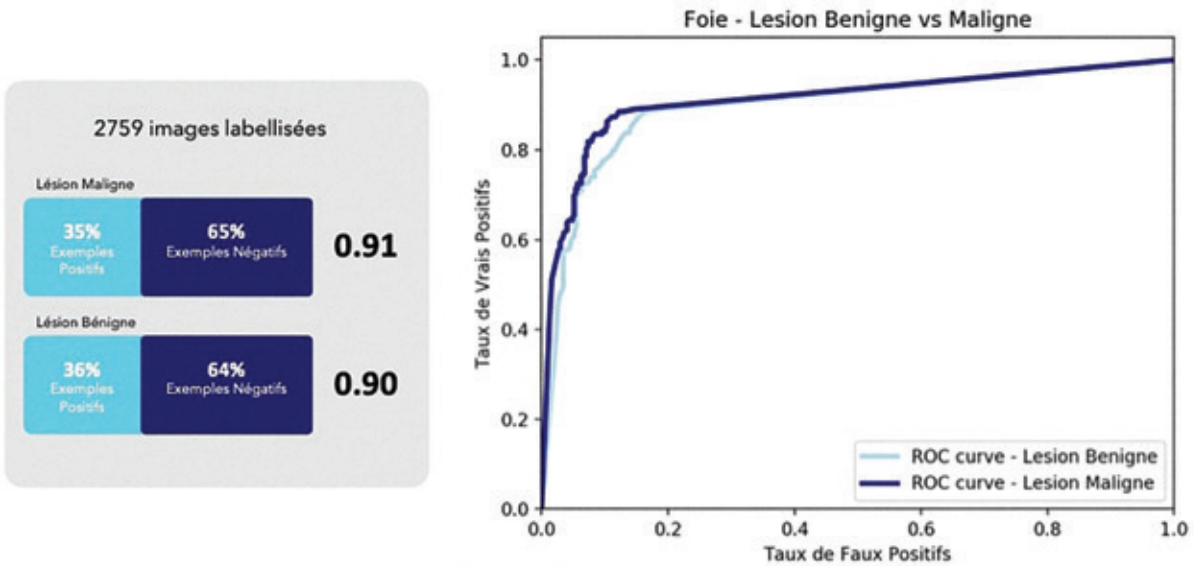 2759 images labellisées
Lésion Maligne
35%
Exemples
Positifs
65%
Exemples Négatifs
0.91
Lésion Bénigne
36%
Exemples
Positifs
64%
Exemples Négatifs
0.90
Foie - Lesion Benigne vs Maligne
Taux de Vrais Positifs
1.0
0.8
0.6
0.4
0.2
0.0
ROC curve - Lesion Benigne
ROC curve - Lesion Maligne
0.0
0.2
0.4
0.6
0.8
1.0
Taux de Faux Positifs